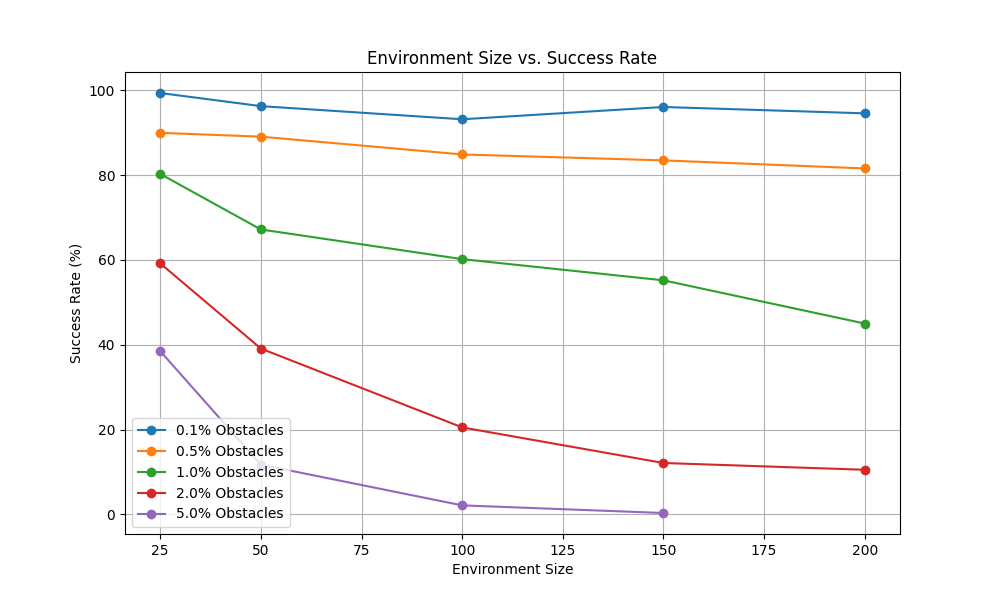 Environment Size vs. Success Rate
100
80
60
40
20
0
Success Rate (%)
0.1% Obstacles
0.5% Obstacles
1.0% Obstacles
2.0% Obstacles
5.0% Obstacles
25 50 75 100 125 150 175 200
Environment Size